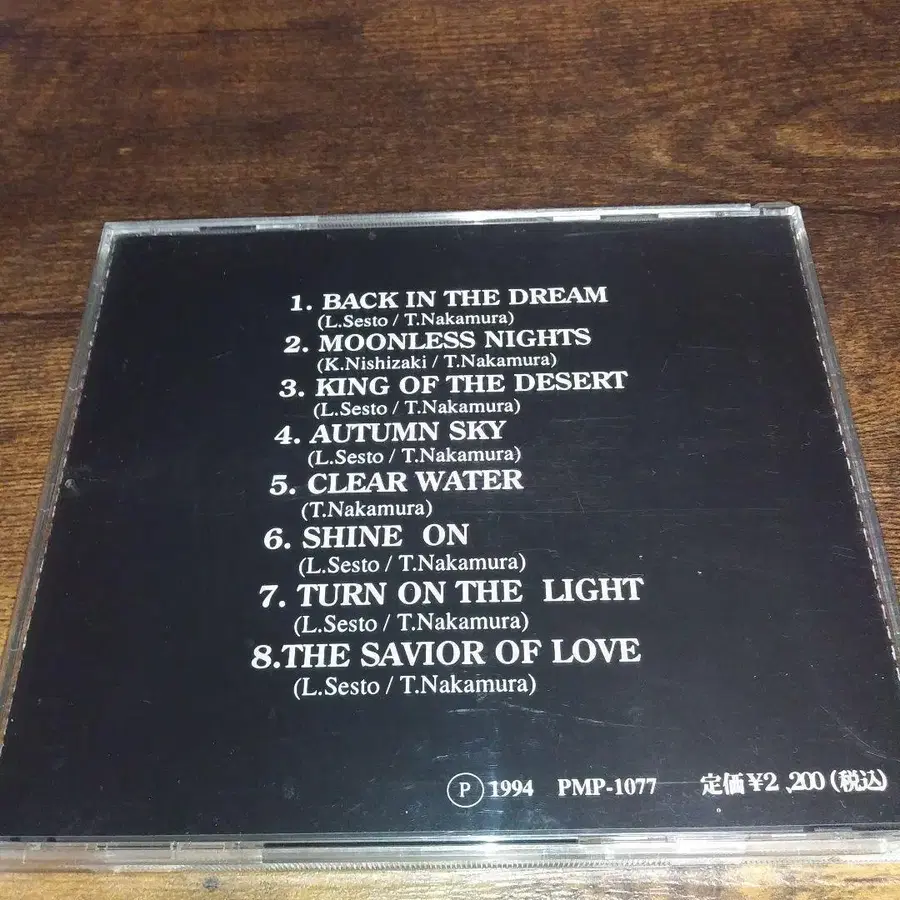 1. BACK IN THE DREAM
(L.Sesto / T.Nakamura)
2. MOONLESS NIGHTS
(K.Nishizaki / T.Nakamura)
3. KING OF THE DESERT
(L.Sesto / T.Nakamura)
4. AUTUMN SKY
(L.Sesto / T.Nakamura)
5. CLEAR WATER
(T.Nakamura)
6. SHINE ON
(L.Sesto / T.Nakamura)
7. TURN ON THE LIGHT
(L.Sesto / T.Nakamura)
8.THE SAVIOR OF LOVE
(L.Sesto / T.Nakamura)
Ⓟ 1994 PMP-1077 定価¥2,200(税込)